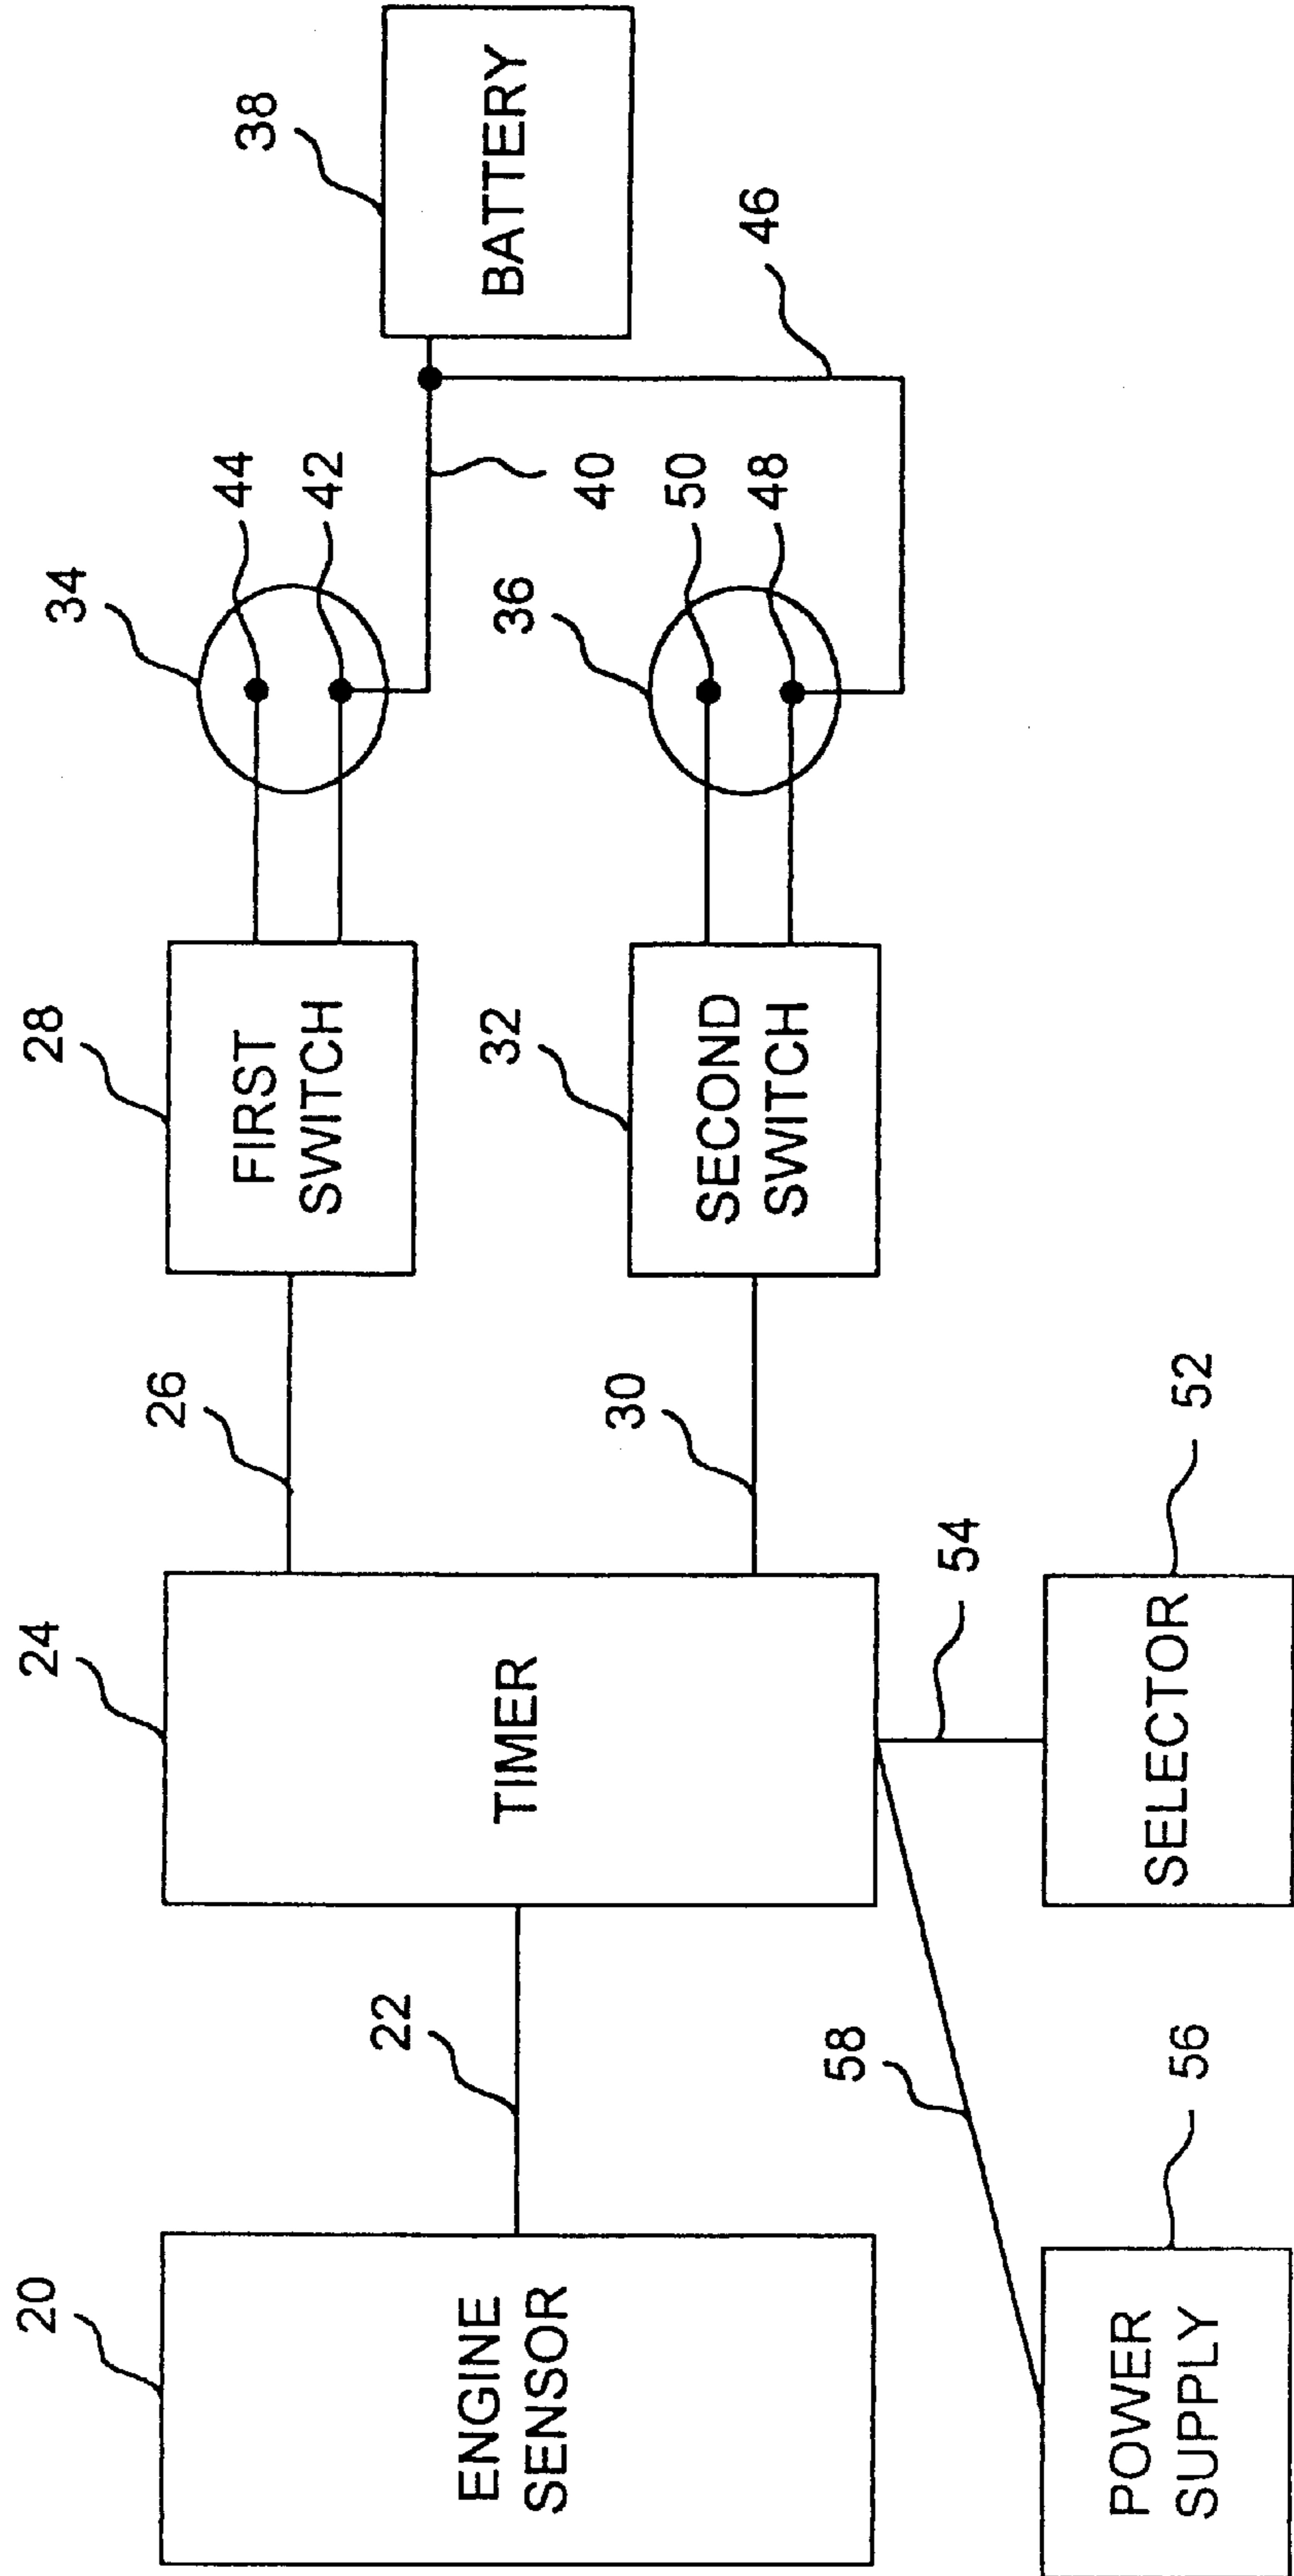 20
ENGINE
SENSOR
22
24
TIMER
26
28
FIRST
SWITCH
30
32
SECOND
SWITCH
34
44
42
36
50
48
40
38
BATTERY
46
58
56
POWER
SUPPLY
54
52
SELECTOR